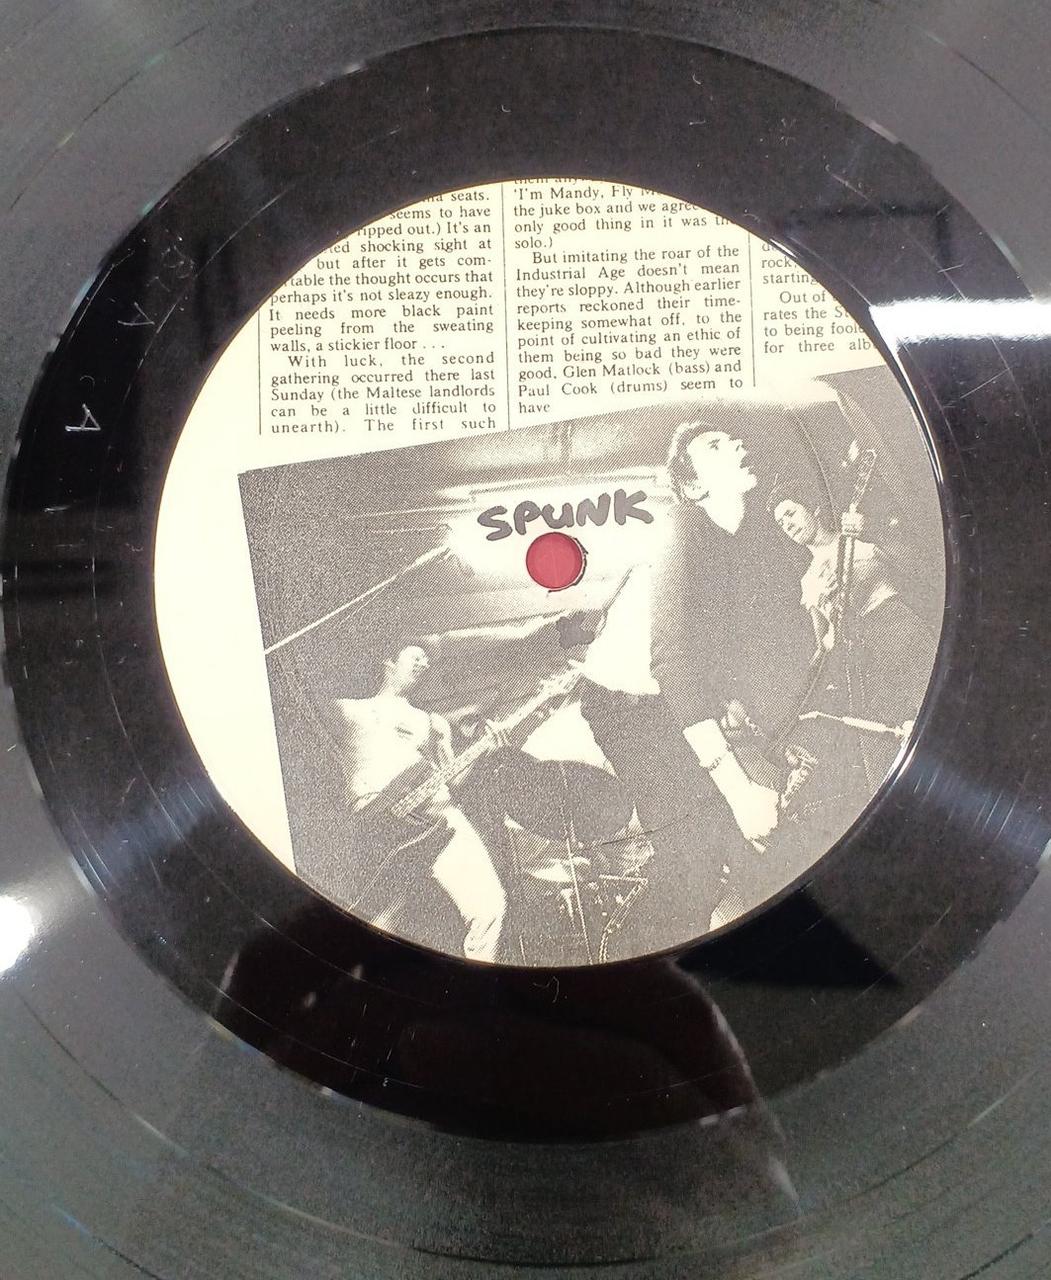 seats.
seems to have
ripped out.) It's an
shocking sight at
but after it gets com-
table the thought occurs that
perhaps it's not sleazy enough.
It needs more black paint
peeling from the sweating
walls, a stickier floor . . .
With luck, the second
gathering occurred there last
Sunday (the Maltese landlords
can be a little difficult to
unearth). The first such
'I'm Mandy, Fly
the juke box and we agree
only good thing in it was
solo.)
But imitating the roar of the
Industrial Age doesn't mean
they're sloppy. Although earlier
reports reckoned their time-
keeping somewhat off, to the
point of cultivating an ethic of
them being so bad they were
good, Glen Matlock (bass) and
Paul Cook (drums) seem to
have
rock,
starting
Out of
rates the
to being
for three
SPUNK